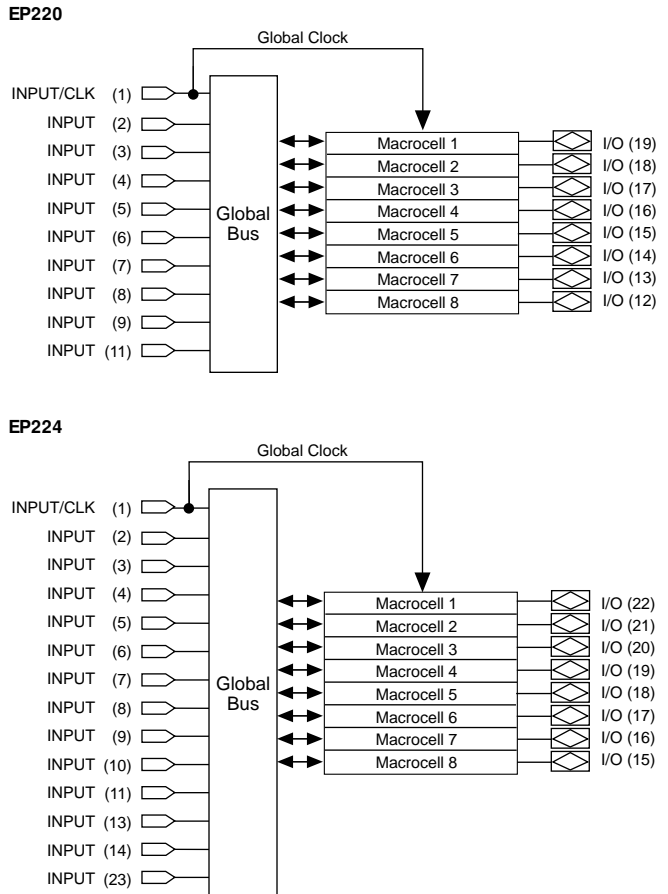 EP220
Global Clock
INPUT/CLK (1)
INPUT (2)
INPUT (3)
INPUT (4)
INPUT (5)
INPUT (6)
INPUT (7)
INPUT (8)
INPUT (9)
INPUT (11)
Global
Bus
Macrocell 1 I/O (19)
Macrocell 2 I/O (18)
Macrocell 3 I/O (17)
Macrocell 4 I/O (16)
Macrocell 5 I/O (15)
Macrocell 6 I/O (14)
Macrocell 7 I/O (13)
Macrocell 8 I/O (12)
EP224
Global Clock
INPUT/CLK (1)
INPUT (2)
INPUT (3)
INPUT (4)
INPUT (5)
INPUT (6)
INPUT (7)
INPUT (8)
INPUT (9)
INPUT (10)
INPUT (11)
INPUT (13)
INPUT (14)
INPUT (23)
Global
Bus
Macrocell 1 I/O (22)
Macrocell 2 I/O (21)
Macrocell 3 I/O (20)
Macrocell 4 I/O (19)
Macrocell 5 I/O (18)
Macrocell 6 I/O (17)
Macrocell 7 I/O (16)
Macrocell 8 I/O (15)